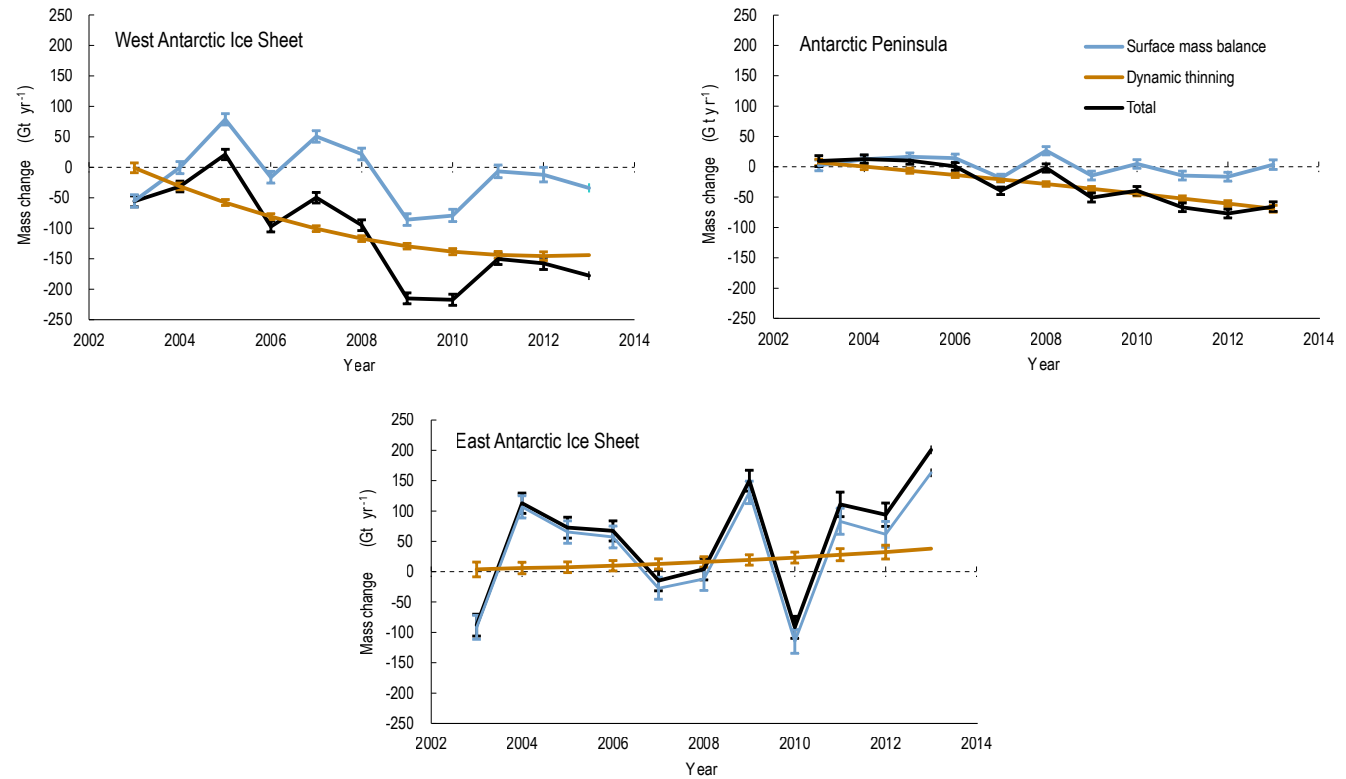 West Antarctic Ice Sheet
Mass change (Gt yr-1)
250
200
150
100
50
0
-50
-100
-150
-200
-250
2002 2004 2006 2008 2010 2012 2014
Year
Antarctic Peninsula
Surface mass balance
Dynamic thinning
Total
Mass change (G t y r-1)
250
200
150
100
50
0
-50
-100
-150
-200
-250
2002 2004 2006 2008 2010 2012 2014
Year
East Antarctic Ice Sheet
Mass change (Gt yr-1)
250
200
150
100
50
0
-50
-100
-150
-200
-250
2002 2004 2006 2008 2010 2012 2014
Year